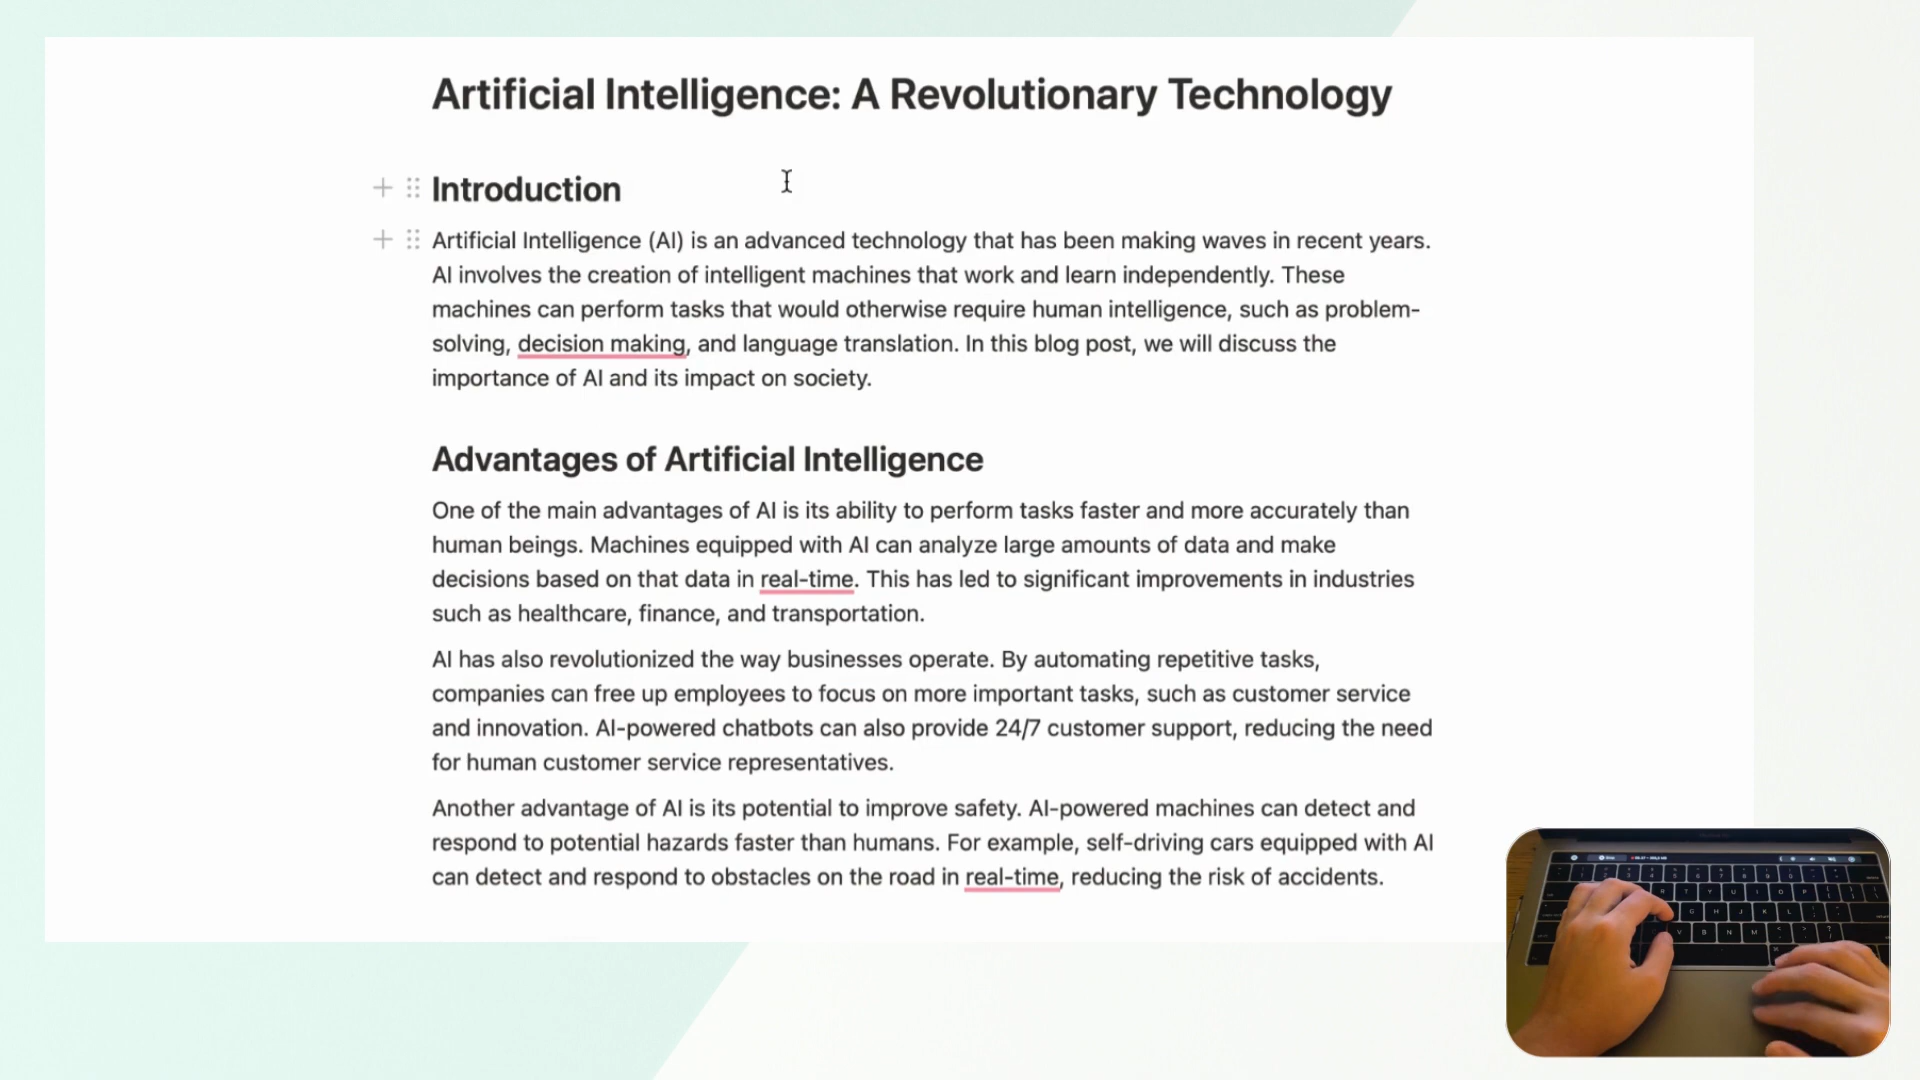 Artificial Intelligence: A Revolutionary Technology
Introduction
Artificial Intelligence (AI) is an advanced technology that has been making waves in recent years.
AI involves the creation of intelligent machines that work and learn independently. These
machines can perform tasks that would otherwise require human intelligence, such as problem-
solving, decision making, and language translation. In this blog post, we will discuss the
importance of AI and its impact on society.
Advantages of Artificial Intelligence
One of the main advantages of AI is its ability to perform tasks faster and more accurately than
human beings. Machines equipped with AI can analyze large amounts of data and make
decisions based on that data in real-time. This has led to significant improvements in industries
such as healthcare, finance, and transportation.
AI has also revolutionized the way businesses operate. By automating repetitive tasks,
companies can free up employees to focus on more important tasks, such as customer service
and innovation. AI-powered chatbots can also provide 24/7 customer support, reducing the need
for human customer service representatives.
Another advantage of AI is its potential to improve safety. AI-powered machines can detect and
respond to potential hazards faster than humans. For example, self-driving cars equipped with AI
can detect and respond to obstacles on the road in real-time, reducing the risk of accidents.